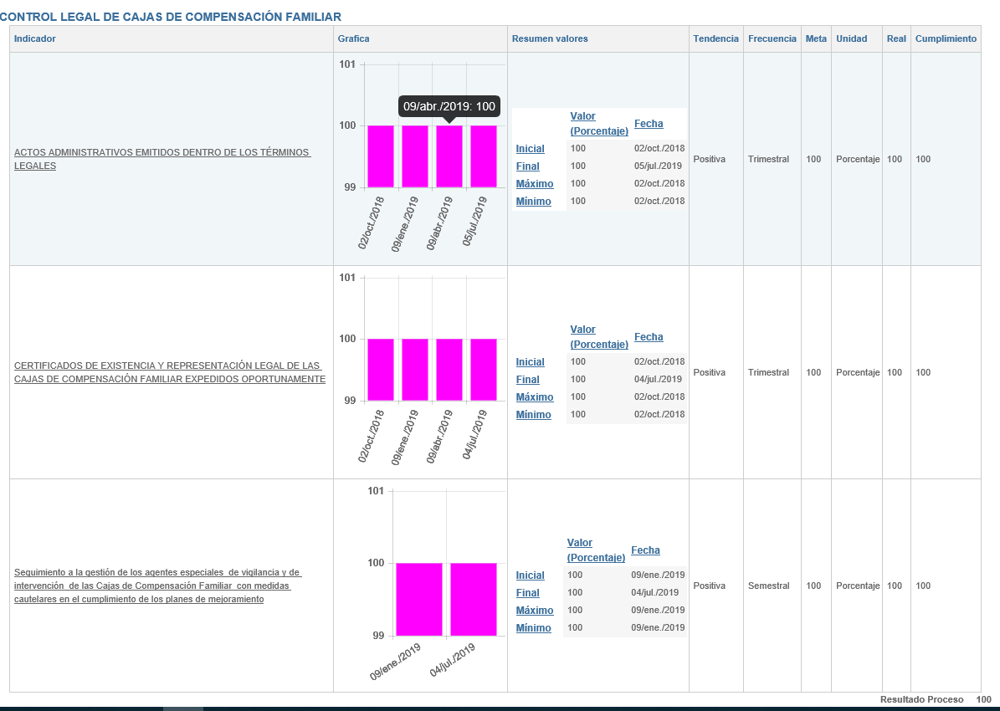 CONTROL LEGAL DE CAJAS DE COMPENSACIÓN FAMILIAR
Indicador Grafica Resumen valores Tendencia Frecuencia Meta Unidad Real Cumplimiento
ACTOS ADMINISTRATIVOS EMITIDOS DENTRO DE LOS TÉRMINOS
LEGALES
101
100
99
09/abr./2019: 100
02/oct./2018 09/ene./2019 09/abr./2019 05/jul./2019
Valor
(Porcentaje) Fecha
Inicial 100 02/oct./2018
Final 100 05/jul./2019
Máximo 100 02/oct./2018
Mínimo 100 02/oct./2018
Positiva Trimestral 100 Porcentaje 100 100
CERTIFICADOS DE EXISTENCIA Y REPRESENTACIÓN LEGAL DE LAS
CAJAS DE COMPENSACIÓN FAMILIAR EXPEDIDOS OPORTUNAMENTE
101
100
99
02/oct./2018 09/ene./2019 09/abr./2019 04/jul./2019
Valor
(Porcentaje) Fecha
Inicial 100 02/oct./2018
Final 100 04/jul./2019
Máximo 100 02/oct./2018
Mínimo 100 02/oct./2018
Positiva Trimestral 100 Porcentaje 100 100
Seguimiento a la gestión de los agentes especiales de vigilancia y de
intervención de las Cajas de Compensación Familiar con medidas
cautelares en el cumplimiento de los planes de mejoramiento
101
100
99
09/ene./2019 04/jul./2019
Valor
(Porcentaje) Fecha
Inicial 100 09/ene./2019
Final 100 04/jul./2019
Máximo 100 09/ene./2019
Mínimo 100 09/ene./2019
Positiva Semestral 100 Porcentaje 100 100
Resultado Proceso 100